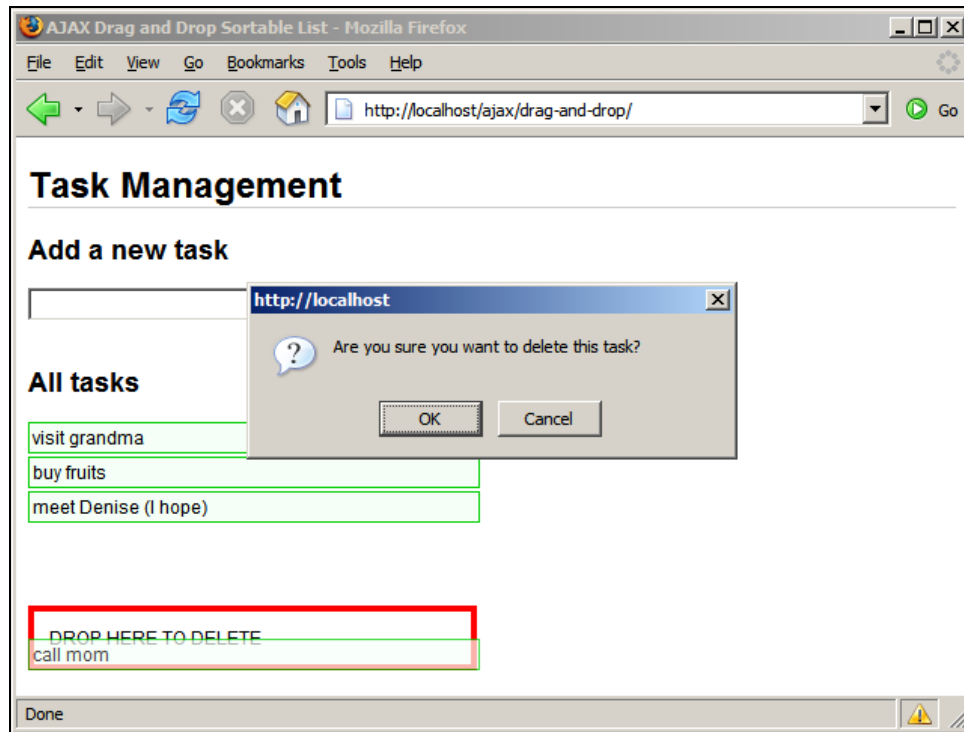 AJAX Drag and Drop Sortable List - Mozilla Firefox
File Edit View Go Bookmarks Tools Help
http://localhost/ajax/drag-and-drop/ Go
Task Management
Add a new task
http://localhost
Are you sure you want to delete this task?
OK Cancel
All tasks
visit grandma
buy fruits
meet Denise (I hope)
DROP HERE TO DELETE
call mom
Done